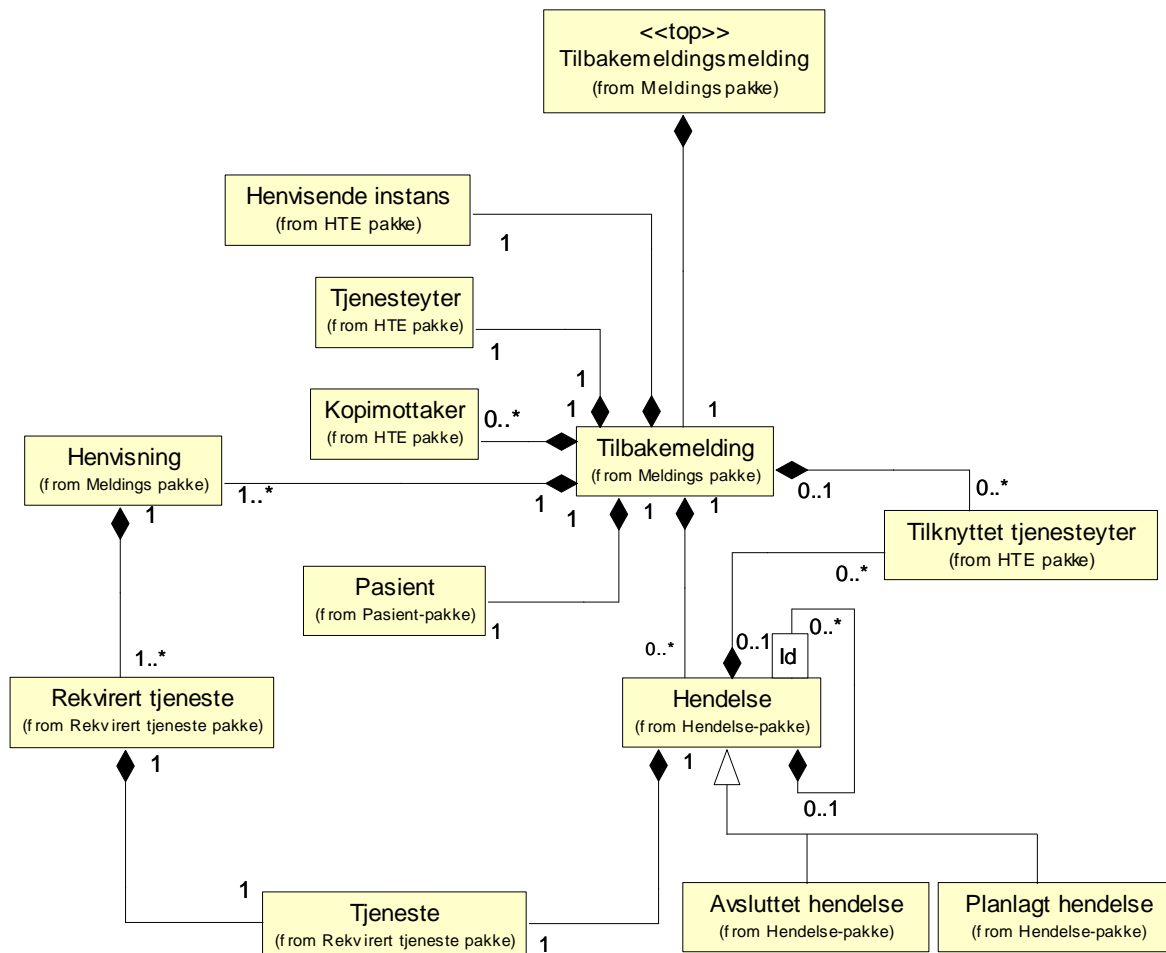 <<top>>
Tilbakemeldingsmelding
(from Meldings pakke)
Henvisende instans
(from HTE pakke)
1
Tjenesteyter
(from HTE pakke)
1
1
Kopimottaker
(from HTE pakke)
0..*
1
1
Tilbakemelding
(from Meldings pakke)
Henvisning
(from Meldings pakke)
1..*
1
1
1
1
1
0..1
0..*
Tilknyttet tjenesteyter
(from HTE pakke)
0..*
Pasient
(from Pasient-pakke)
1
0..*
0..1
0..*
Id
1..*
Rekvirert tjeneste
(from Rekvirert tjeneste pakke)
1
Hendelse
(from Hendelse-pakke)
1
0..1
1
Tjeneste
(from Rekvirert tjeneste pakke)
1
Avsluttet hendelse
(from Hendelse-pakke)
Planlagt hendelse
(from Hendelse-pakke)